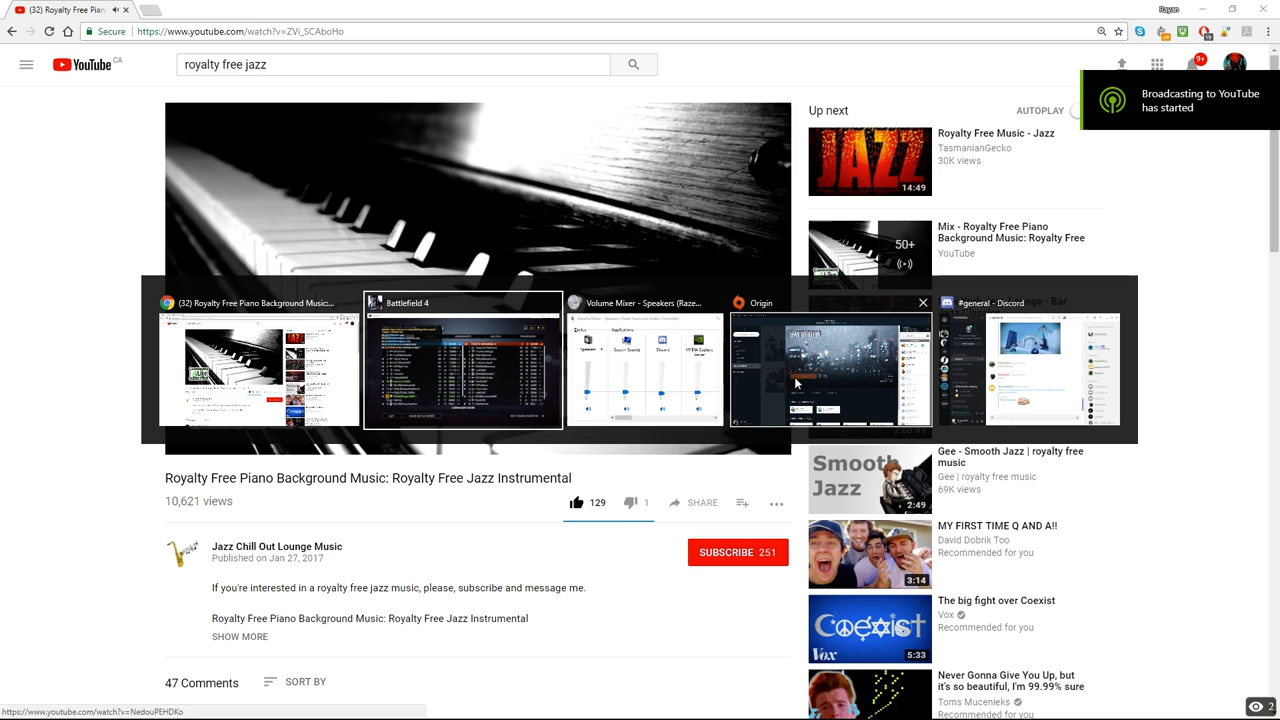 (32) Royalty Free Pian
Rayan
Secure
https://www.youtube.com/watch?v=ZVi_SCAboHo
YouTube CA
royalty free jazz
9+
Broadcasting to YouTube
has started
Up next
AUTOPLAY
JAZZ
14:49
Royalty Free Music - Jazz
TasmanianGecko
30K views
50+
Mix - Royalty Free Piano
Background Music: Royalty Free
YouTube
(32) Royalty Free Piano Background Music:...
Battlefield 4
Volume Mixer - Speakers (Raze...
Origin
#general - Discord
Smooth
Jazz
2:49
Gee - Smooth Jazz | royalty free
music
Gee | royalty free music
69K views
Royalty Free Piano Background Music: Royalty Free Jazz Instrumental
10,621 views
129
1
SHARE
3:14
MY FIRST TIME Q AND A!!
David Dobrik Too
Recommended for you
Jazz Chill Out Lounge Music
Published on Jan 27, 2017
SUBSCRIBE 251
If you're interested in a royalty free jazz music, please, subscribe and message me.
Royalty Free Piano Background Music: Royalty Free Jazz Instrumental
SHOW MORE
COEXIST
Vox
5:33
The big fight over Coexist
Vox
Recommended for you
47 Comments
SORT BY
Never Gonna Give You Up, but
it's so beautiful, I'm 99.99% sure
Toms Mucenieks
Recommended for you
https://www.youtube.com/watch?v=NedouPEHDKo
2